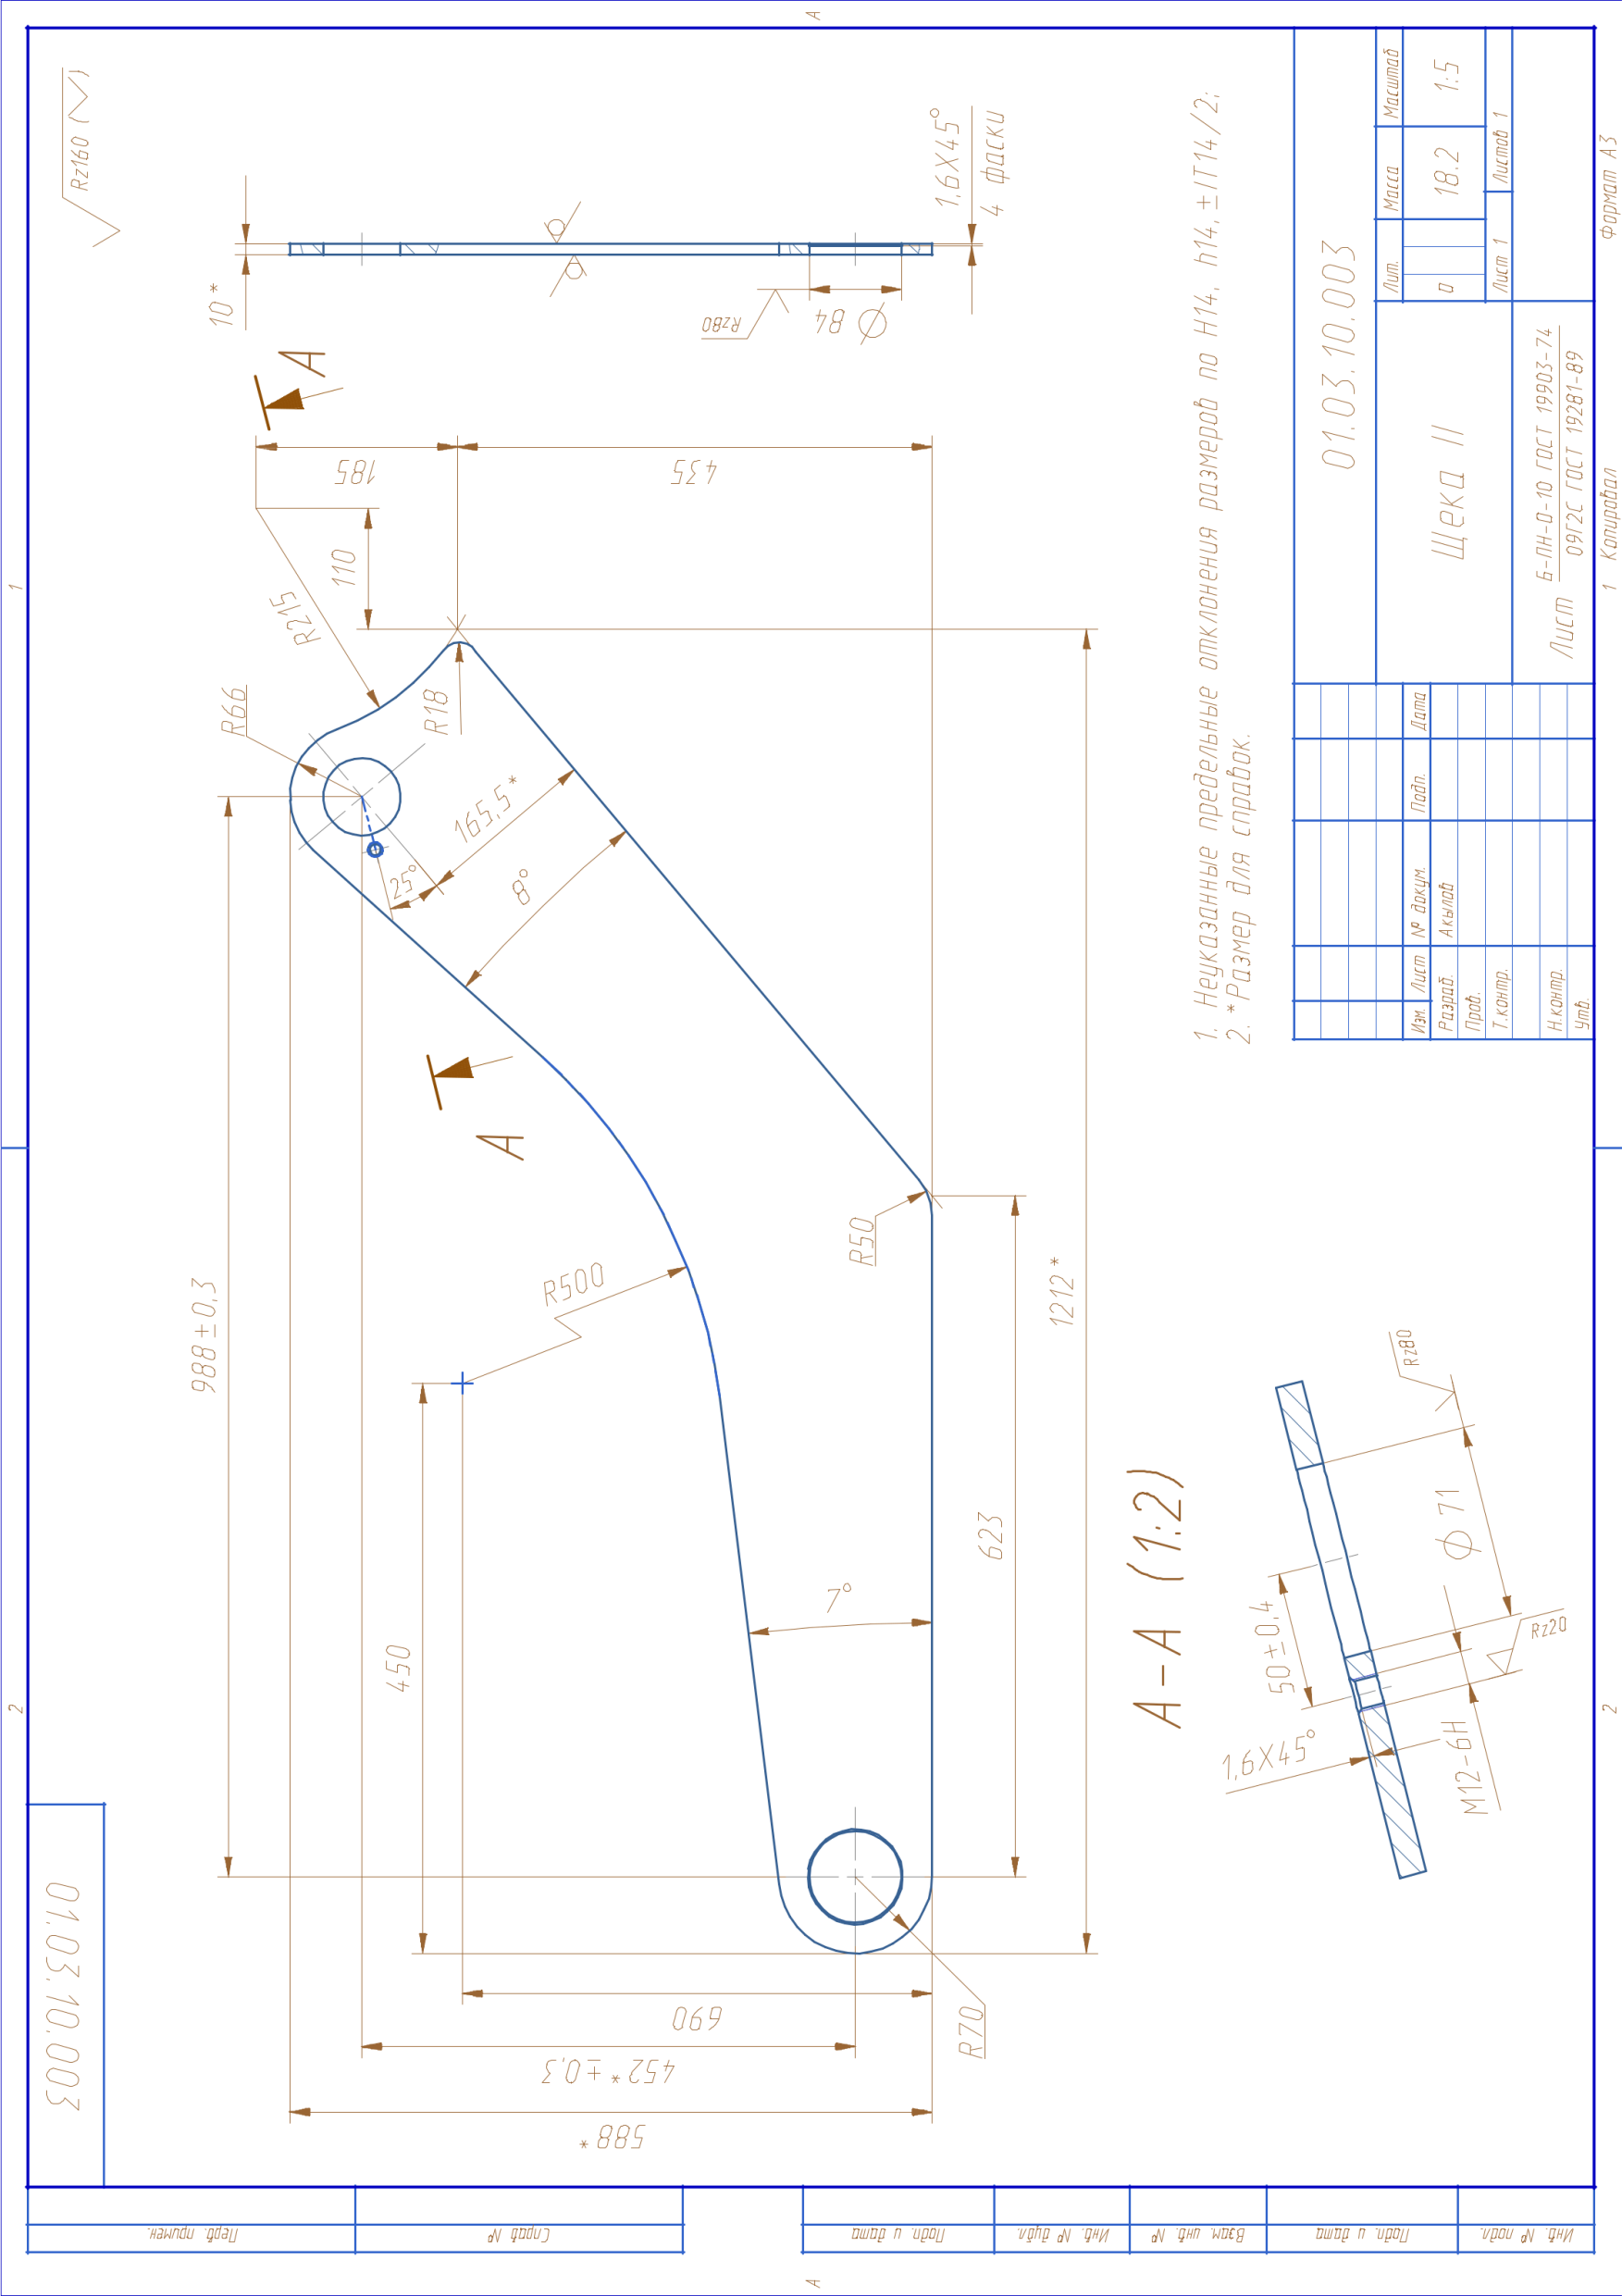 01.03.10.003
Rz160 (√)
988±0,3
R66
R215
110
185
435
10*
Rz80
Ø 84
1,6X45°
4 фаски
A
A
25°
165,5*
8°
R18
R500
450
R50
7°
623
1212*
690
452*±0,3
588*
R70
A-A (1:2)
50±0,4
1,6X45°
M12-6H
Ø 71
Rz80
Rz20
1. Неуказанные предельные отклонения размеров по H14, h14, ±IT14/2;
2. *Размер для справок.
01.03.10.003
Щека II
Лит. Масса Масштаб
а 18.2 1:5
Лист 1 Листов 1
Изм. Лист № докум. Подп. Дата
Разраб. Акылов
Пров.
Т.контр.
Н.контр.
Утв.
Лист Б-ПН-О-10 ГОСТ 19903-74
09Г2С ГОСТ 19281-89
Копировал Формат А3
Перв. примен.
Справ №
Подп. и дата
Инв. № дубл.
Взам. инв. №
Подп. и дата
Инв. № подл.
2
1
2
1
A
A